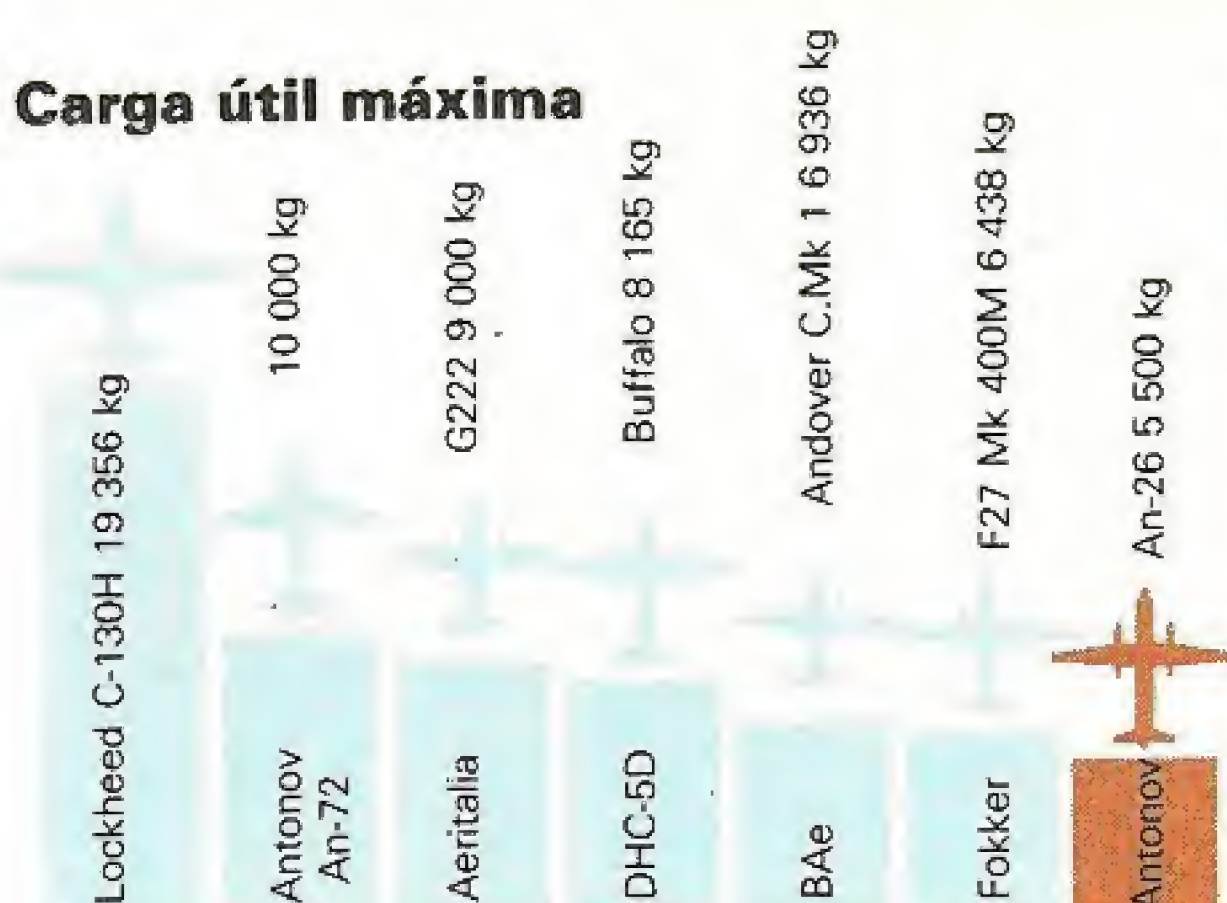 Carga útil máxima
Lockheed C-130H 19 356 kg
Antonov
An-72
10 000 kg
Aeritalia G222 9 000 kg
DHC-5D Buffalo 8 165 kg
BAe Andover C.Mk 1 6 936 kg
Fokker F27 Mk 400M 6 438 kg
Antonov An-26 5 500 kg